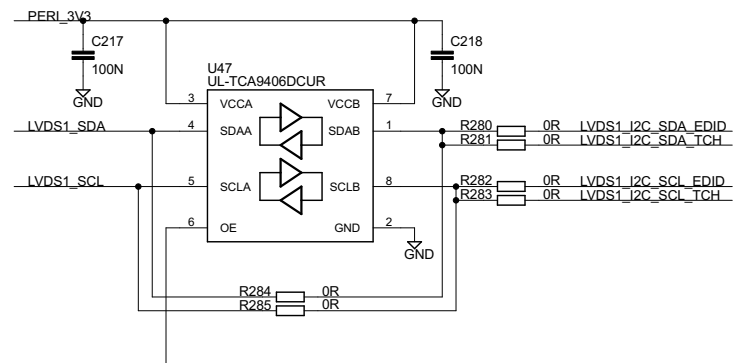 PERI_3V3
C217
100N
GND
C218
100N
GND
U47
UL-TCA9406DCUR
3 VCCA VCCB 7
LVDS1_SDA 4 SDAA SDAB 1 R280 0R LVDS1_I2C_SDA_EDID
R281 0R LVDS1_I2C_SDA_TCH
LVDS1_SCL 5 SCLA SCLB 8 R282 0R LVDS1_I2C_SCL_EDID
R283 0R LVDS1_I2C_SCL_TCH
6 OE GND 2
GND
R284 0R
R285 0R